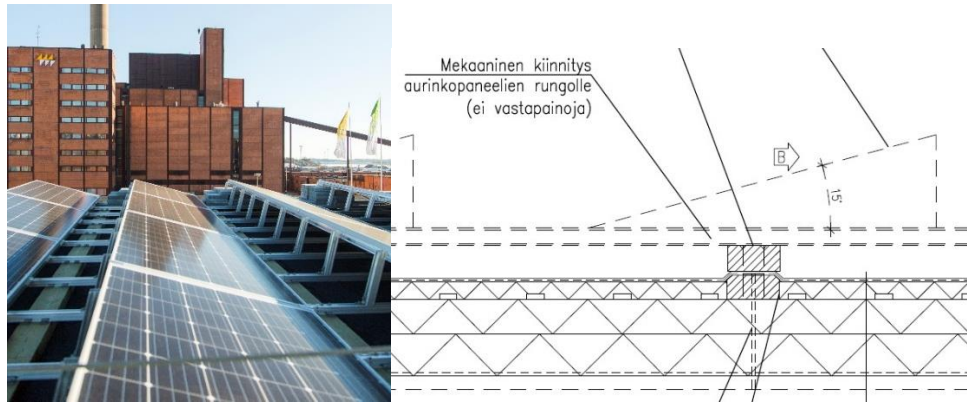 Mekaaninen kiinnitys
aurinkopaneelien rungolle
(ei vastapainoja)
B
15°